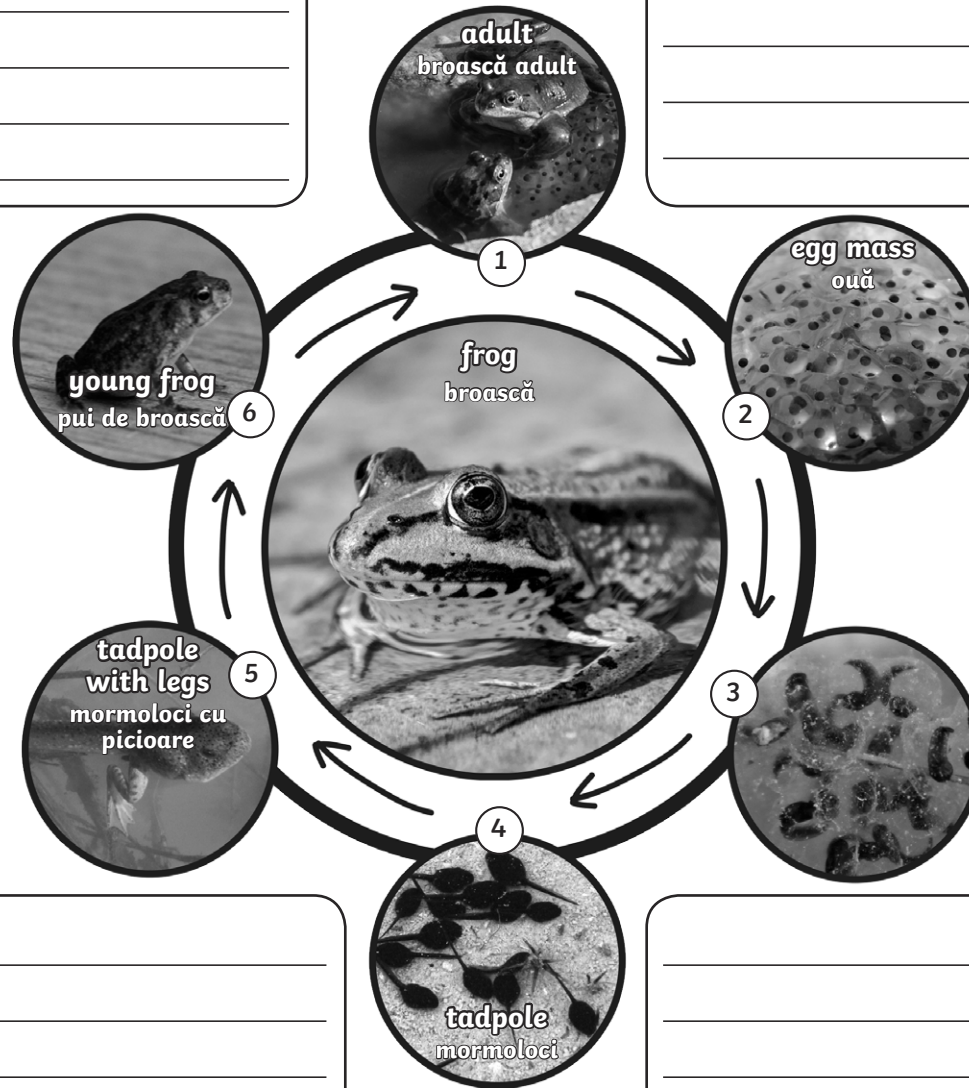 adult
broască adult
1
egg mass
ouă
2
3
4
tadpole
mormoloci
5
tadpole
with legs
mormoloci cu
picioare
6
young frog
pui de broască
frog
broască